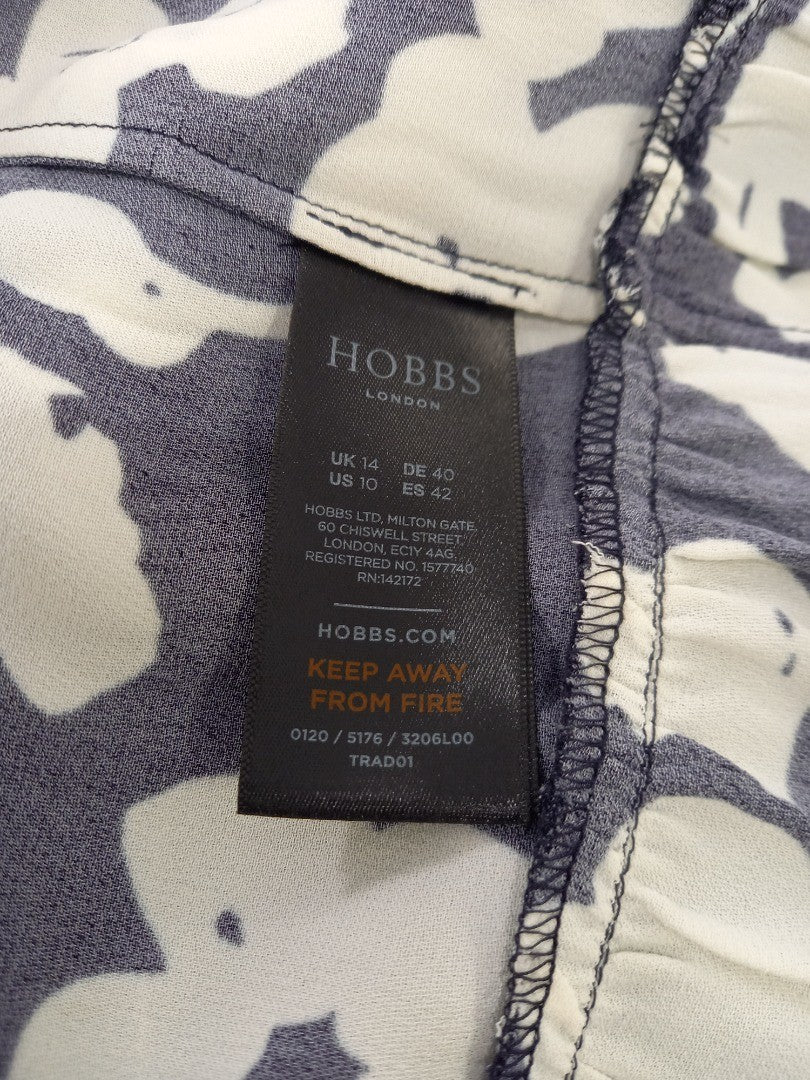 HOBBS
LONDON
UK 14 DE 40
US 10 ES 42
HOBBS LTD, MILTON GATE,
60 CHISWELL STREET,
LONDON, EC1Y 4AG.
REGISTERED NO. 1577740
RN:142172
HOBBS.COM
KEEP AWAY
FROM FIRE
0120 / 5176 / 3206L00
TRAD01